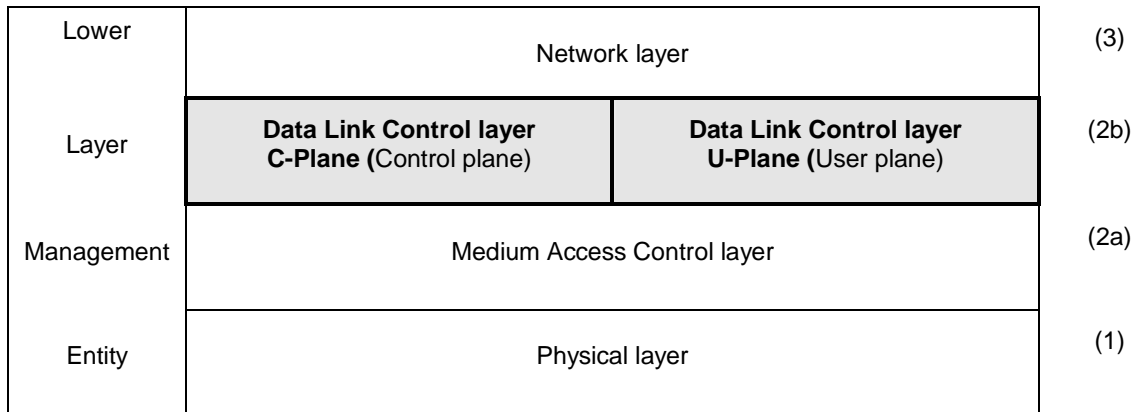 Lower
Network layer
(3)
Layer
Data Link Control layer
C-Plane (Control plane)
Data Link Control layer
U-Plane (User plane)
(2b)
Management
Medium Access Control layer
(2a)
Entity
Physical layer
(1)